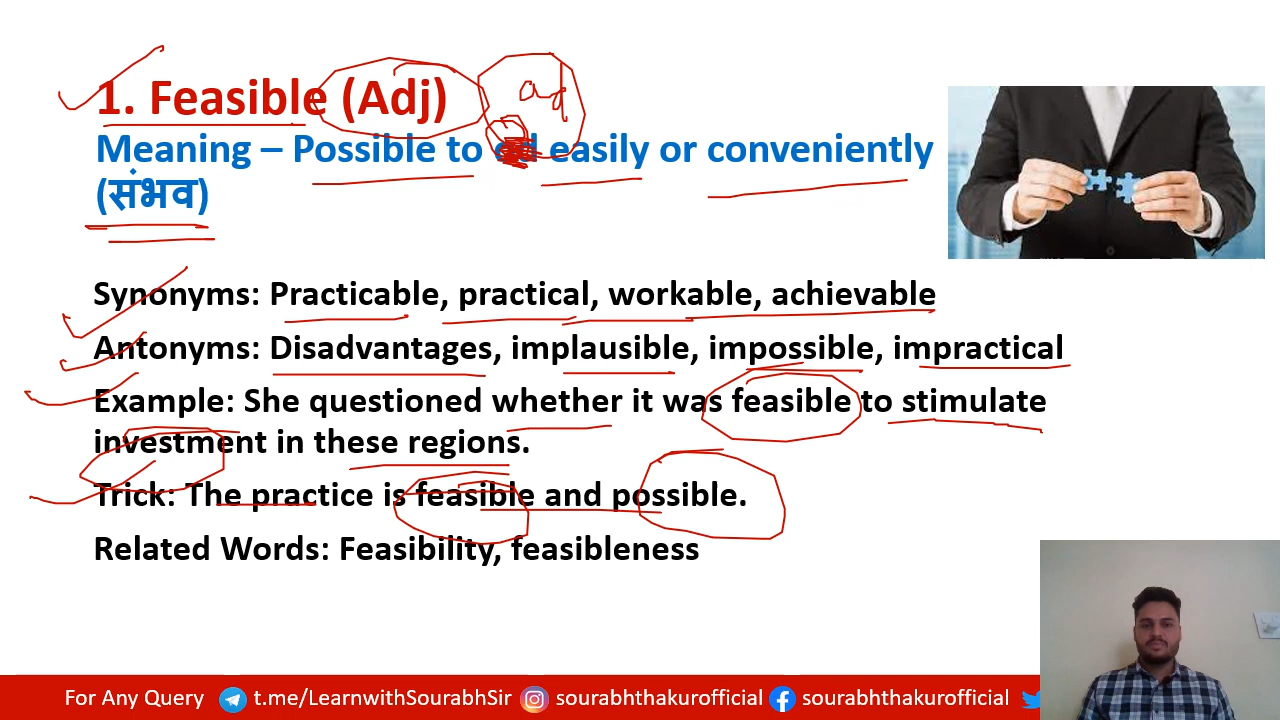 1. Feasible (Adj) ad
Meaning – Possible to easily or conveniently
(संभव)
Synonyms: Practicable, practical, workable, achievable
Antonyms: Disadvantages, implausible, impossible, impractical
Example: She questioned whether it was feasible to stimulate
investment in these regions.
Trick: The practice is feasible and possible.
Related Words: Feasibility, feasibleness
For Any Query t.me/LearnwithSourabhSir sourabhthakurofficial sourabhthakurofficial